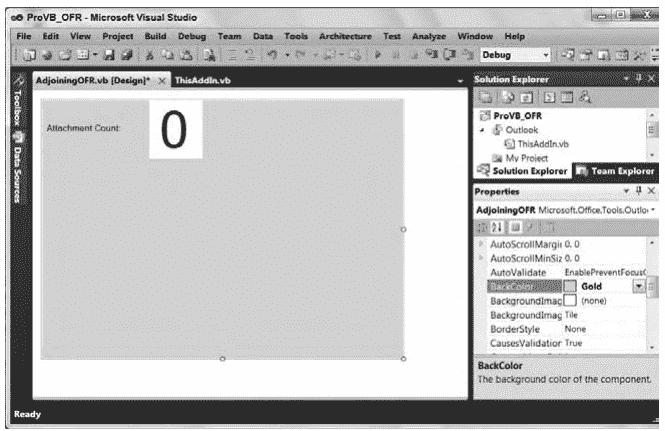 ProVB_OFR - Microsoft Visual Studio
File Edit View Project Build Debug Team Data Tools Architecture Test Analyze Window Help
Debug
AdjoiningOFR.vb [Design]* ThisAddIn.vb
Toolbox
Data Sources
Attachment Count: 0
Solution Explorer
ProVB_OFR
Outlook
ThisAddIn.vb
My Project
Solution Explorer Team Explorer
Properties
AdjoiningOFR Microsoft.Office.Tools.Outlo
AutoScrollMargi 0, 0
AutoScrollMinSiz 0, 0
AutoValidate EnablePreventFocusC
BackColor Gold
BackgroundImag (none)
BackgroundImag Tile
BorderStyle None
CausesValidation True
BackColor
The background color of the component.
Ready